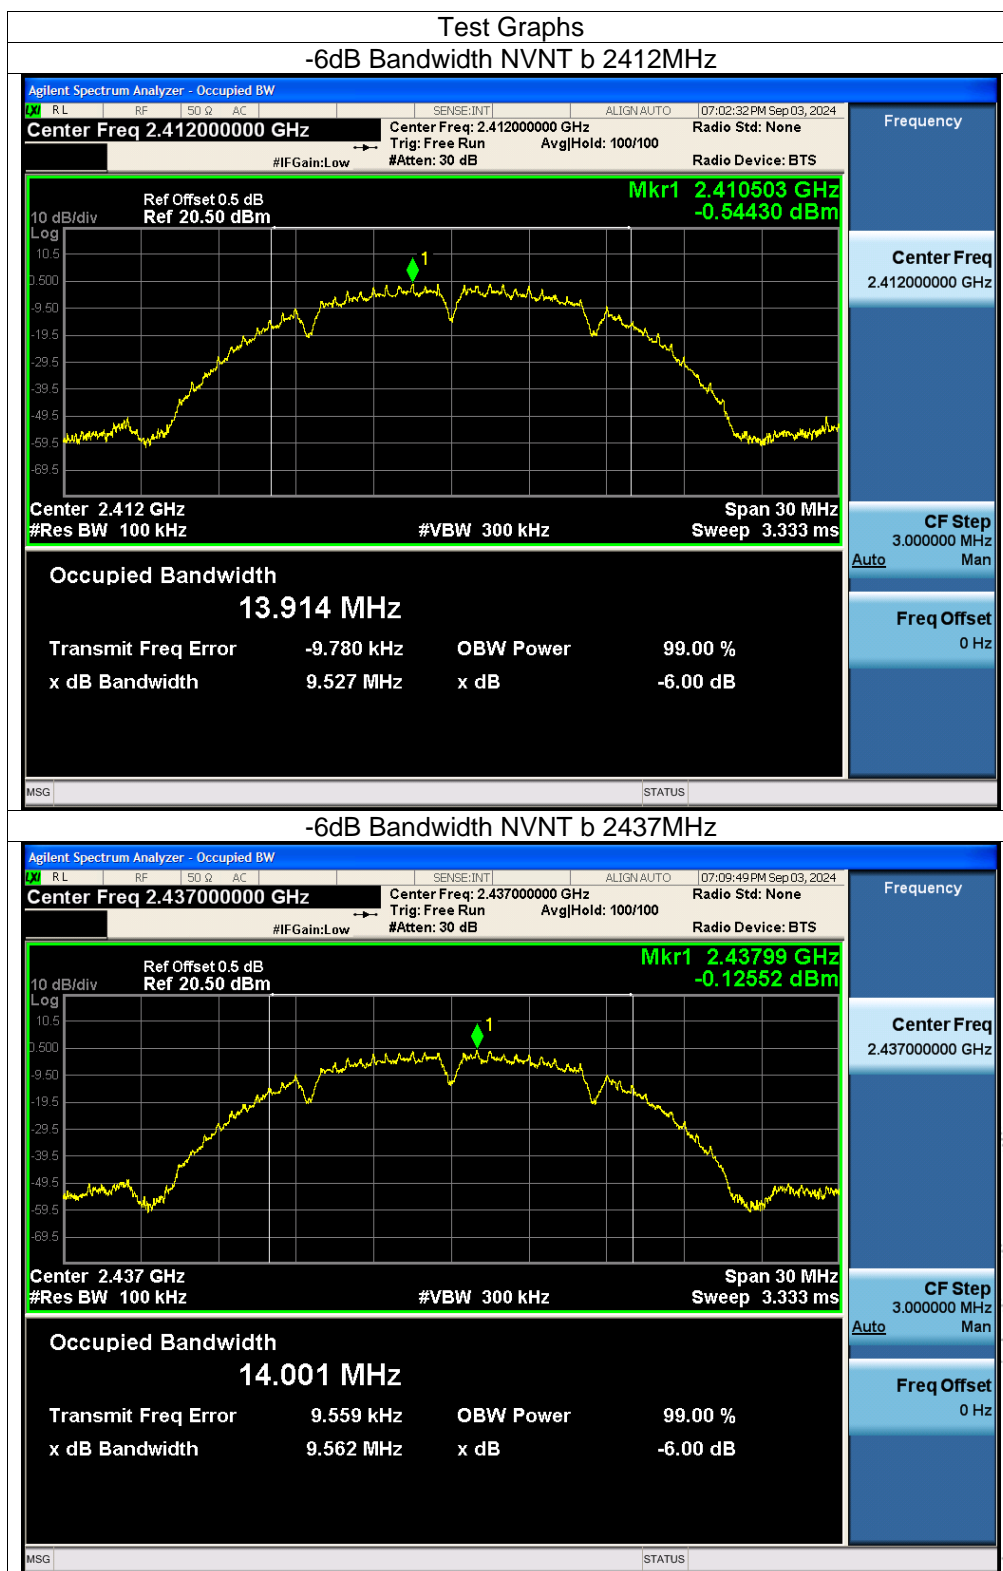 Test Graphs
-6dB Bandwidth NVNT b 2412MHz
Agilent Spectrum Analyzer - Occupied BW
LXI RL RF 50 Ω AC SENSE:INT ALIGN AUTO 07:02:32 PM Sep 03, 2024
Center Freq 2.412000000 GHz
Center Freq: 2.412000000 GHz
Radio Std: None
Trig: Free Run Avg|Hold: 100/100
#IFGain:Low #Atten: 30 dB Radio Device: BTS
Frequency
Mkr1 2.410503 GHz
-0.54430 dBm
Ref Offset 0.5 dB
10 dB/div Ref 20.50 dBm
Log
10.5
0.500
-9.50
-19.5
-29.5
-39.5
-49.5
-59.5
-69.5
1
Center 2.412 GHz Span 30 MHz
#Res BW 100 kHz #VBW 300 kHz Sweep 3.333 ms
Center Freq
2.412000000 GHz
CF Step
3.000000 MHz
Auto Man
Freq Offset
0 Hz
Occupied Bandwidth
13.914 MHz
Transmit Freq Error -9.780 kHz OBW Power 99.00 %
x dB Bandwidth 9.527 MHz x dB -6.00 dB
MSG STATUS
-6dB Bandwidth NVNT b 2437MHz
Agilent Spectrum Analyzer - Occupied BW
LXI RL RF 50 Ω AC SENSE:INT ALIGN AUTO 07:09:49 PM Sep 03, 2024
Center Freq 2.437000000 GHz
Center Freq: 2.437000000 GHz
Radio Std: None
Trig: Free Run Avg|Hold: 100/100
#IFGain:Low #Atten: 30 dB Radio Device: BTS
Frequency
Mkr1 2.43799 GHz
-0.12552 dBm
Ref Offset 0.5 dB
10 dB/div Ref 20.50 dBm
Log
10.5
0.500
-9.50
-19.5
-29.5
-39.5
-49.5
-59.5
-69.5
1
Center 2.437 GHz Span 30 MHz
#Res BW 100 kHz #VBW 300 kHz Sweep 3.333 ms
Center Freq
2.437000000 GHz
CF Step
3.000000 MHz
Auto Man
Freq Offset
0 Hz
Occupied Bandwidth
14.001 MHz
Transmit Freq Error 9.559 kHz OBW Power 99.00 %
x dB Bandwidth 9.562 MHz x dB -6.00 dB
MSG STATUS